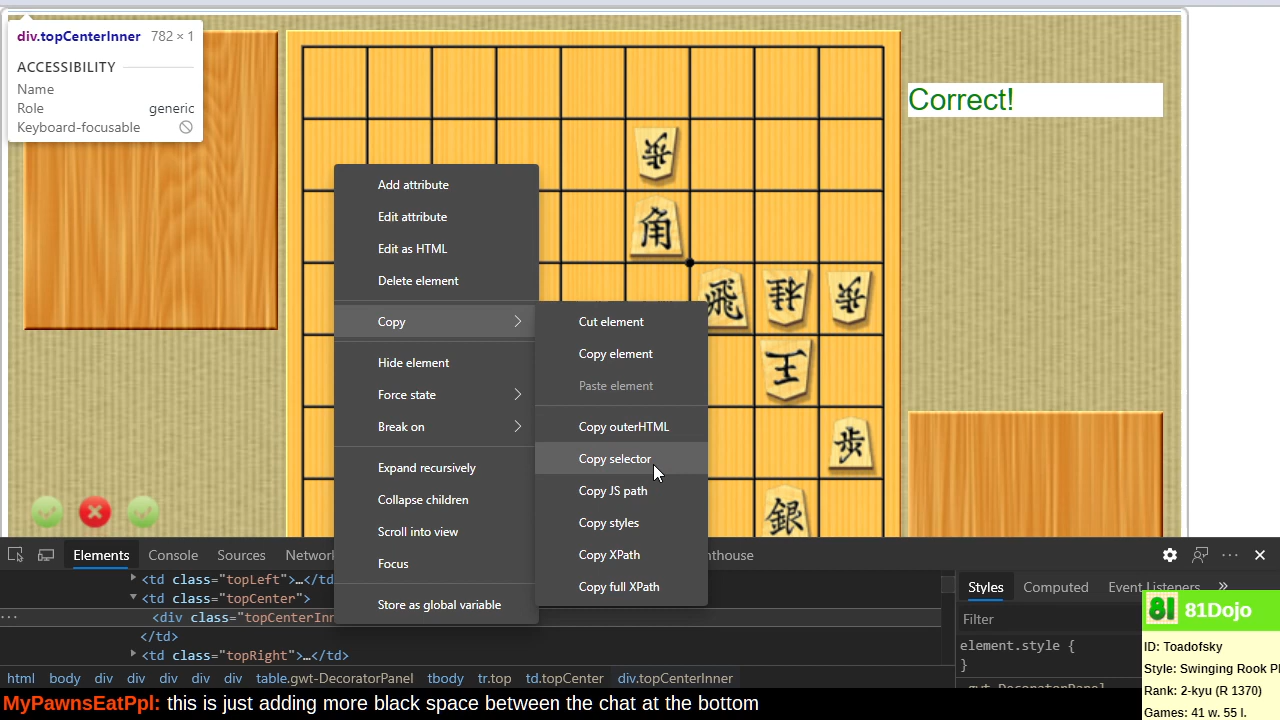 div.topCenterInner 782 × 1
ACCESSIBILITY
Name
Role generic
Keyboard-focusable
Correct!
歩
角
飛 桂 歩
王
歩
銀
Add attribute
Edit attribute
Edit as HTML
Delete element
Copy
Hide element
Force state
Break on
Expand recursively
Collapse children
Scroll into view
Focus
Store as global variable
Cut element
Copy element
Paste element
Copy outerHTML
Copy selector
Copy JS path
Copy styles
Copy XPath
Copy full XPath
Elements Console Sources Network hthouse
<td class="topLeft">…</td
<td class="topCenter">
… <div class="topCenterInn
</td>
<td class="topRight">…</td>
html body div div div div div table.gwt-DecoratorPanel tbody tr.top td.topCenter div.topCenterInner
Styles Computed Event Listeners »
Filter
element.style {
}
81 81Dojo
ID: Toadofsky
Style: Swinging Rook Pl
Rank: 2-kyu (R 1370)
Games: 41 w. 55 l.
MyPawnsEatPpl: this is just adding more black space between the chat at the bottom